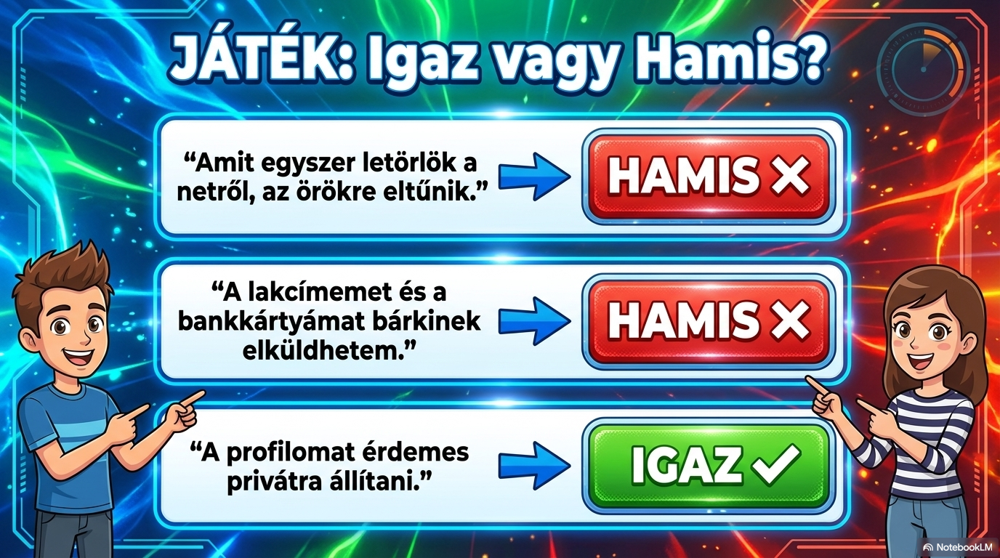 JÁTÉK: Igaz vagy Hamis?
“Amit egyszer letörlök a
netről, az örökre eltűnik.”
HAMIS
“A lakcímemet és a
bankkártyámat bárkinek
elküldhetem.”
HAMIS
“A profilomat érdemes
privátra állítani.”
IGAZ
NotebookLM